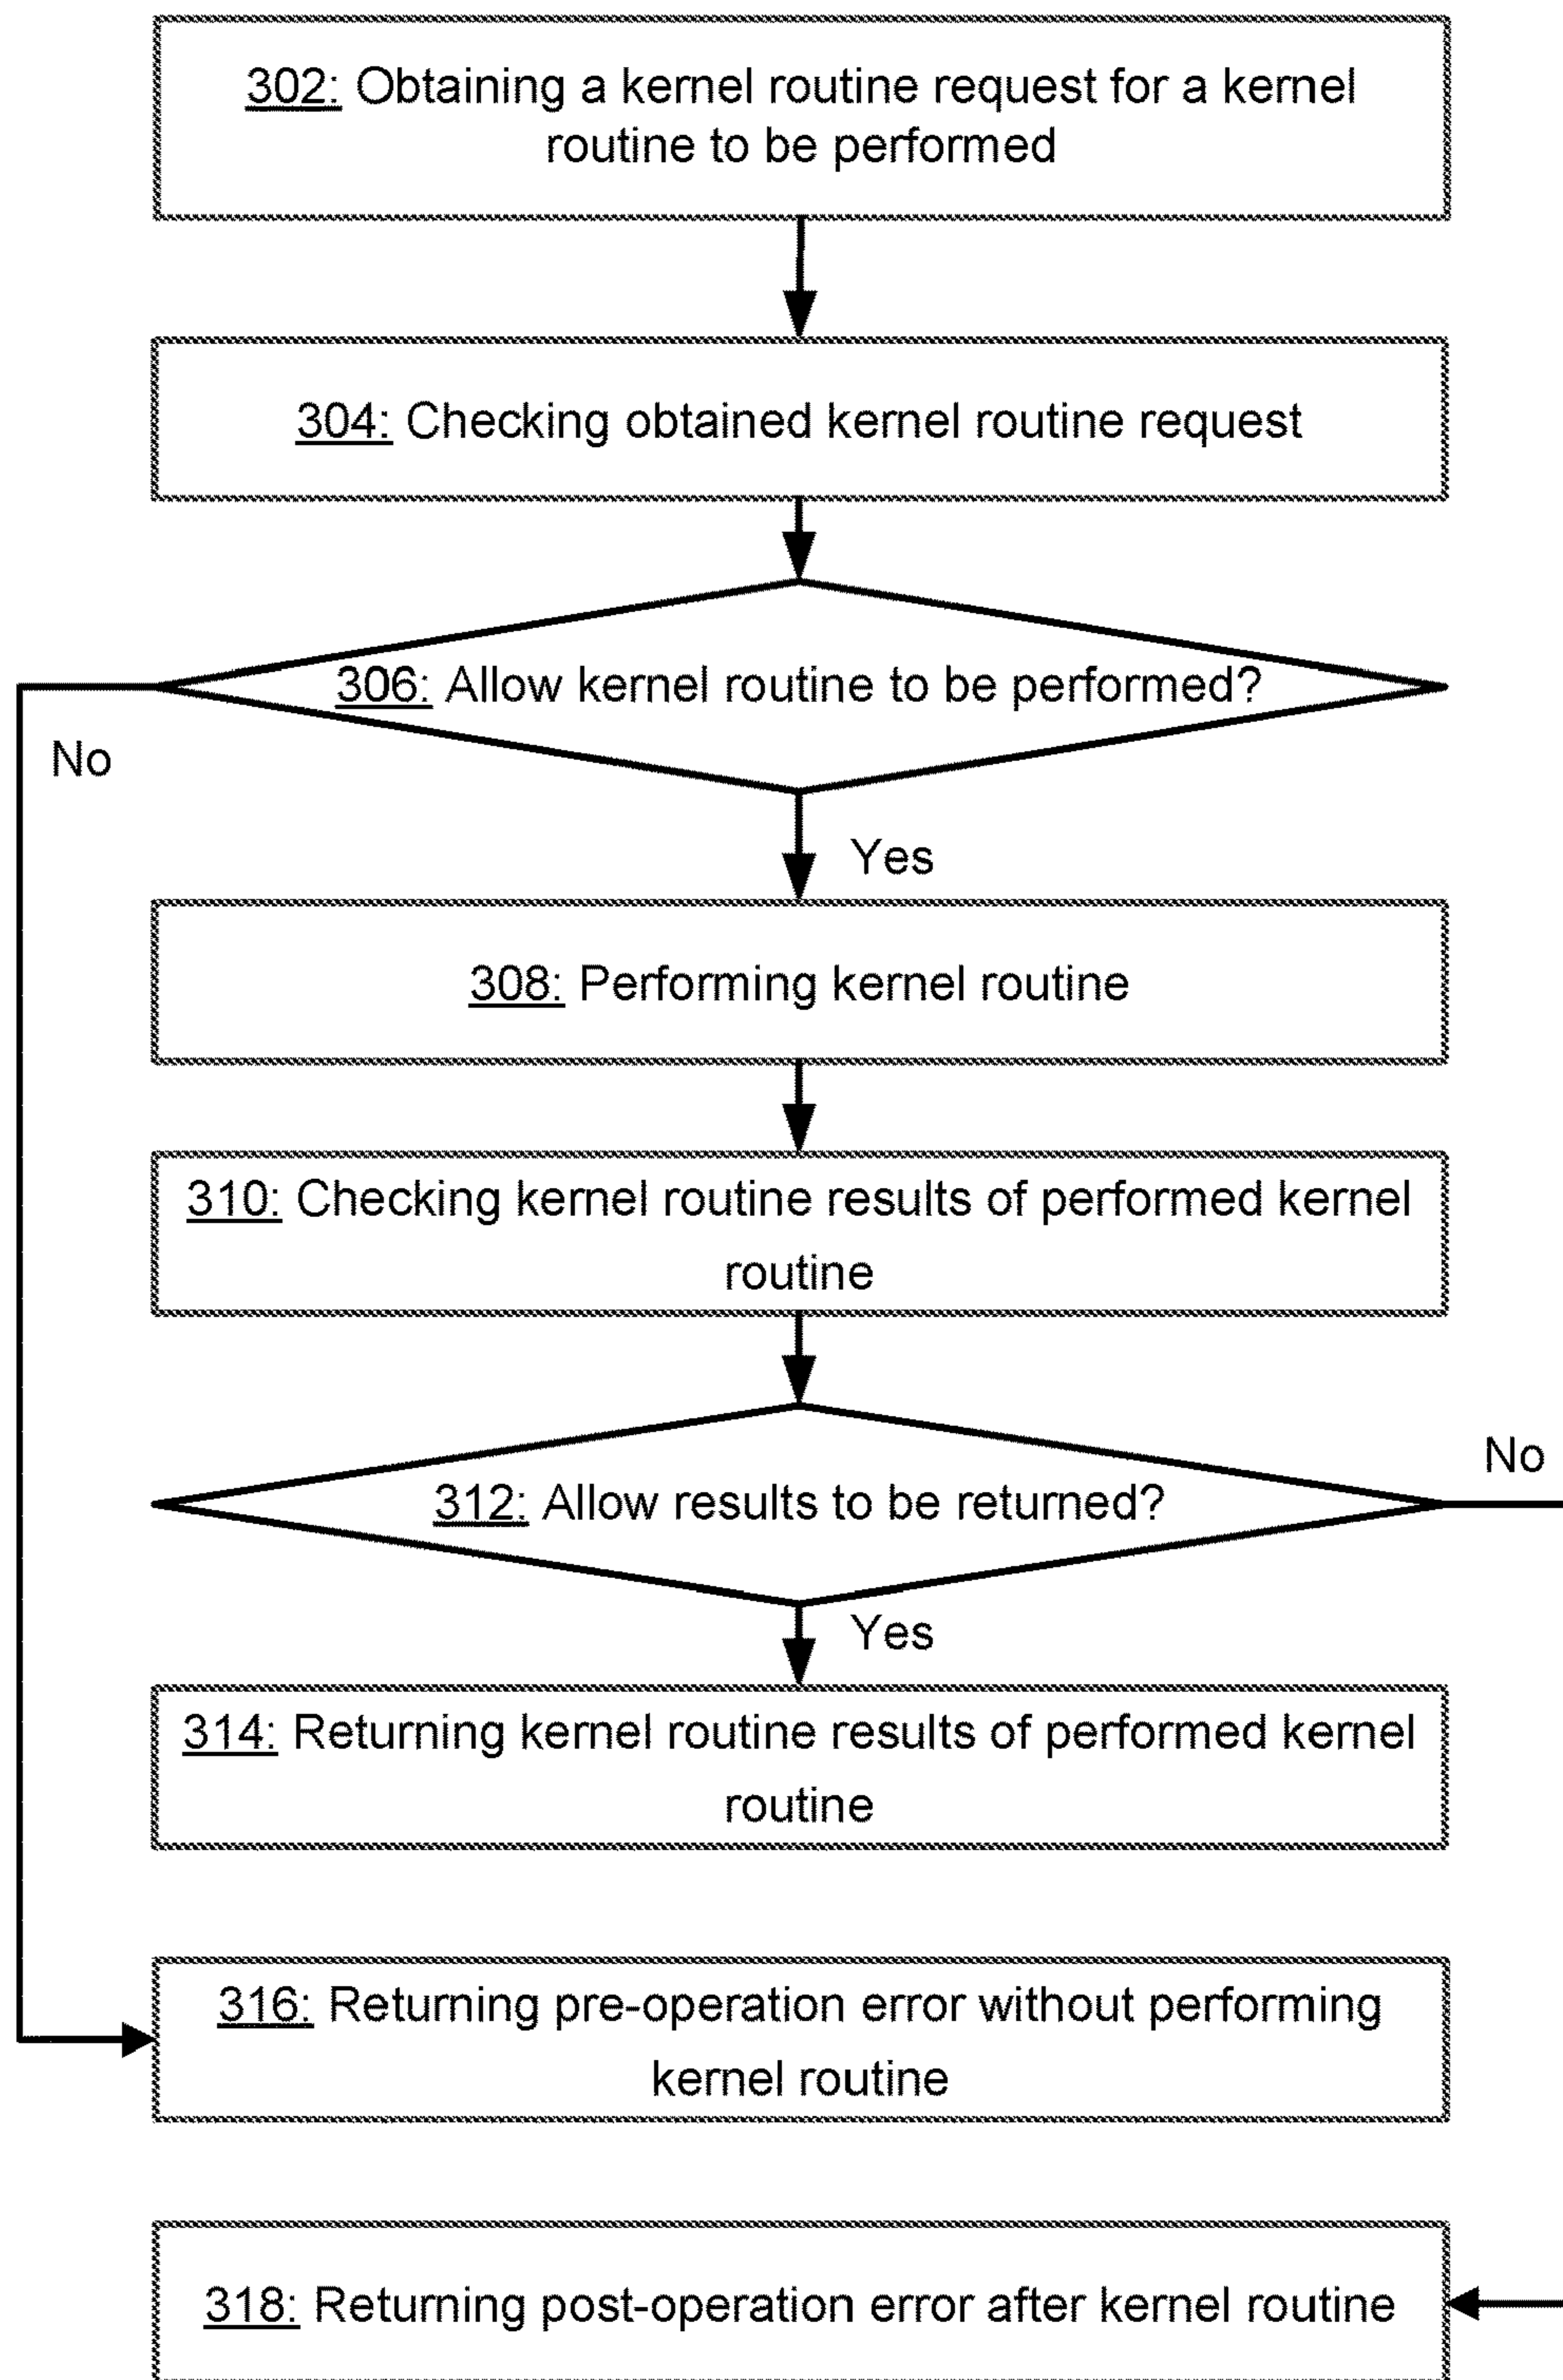 302: Obtaining a kernel routine request for a kernel
routine to be performed
304: Checking obtained kernel routine request
306: Allow kernel routine to be performed?
No
Yes
308: Performing kernel routine
310: Checking kernel routine results of performed kernel
routine
No
312: Allow results to be returned?
Yes
314: Returning kernel routine results of performed kernel
routine
316: Returning pre-operation error without performing
kernel routine
318: Returning post-operation error after kernel routine